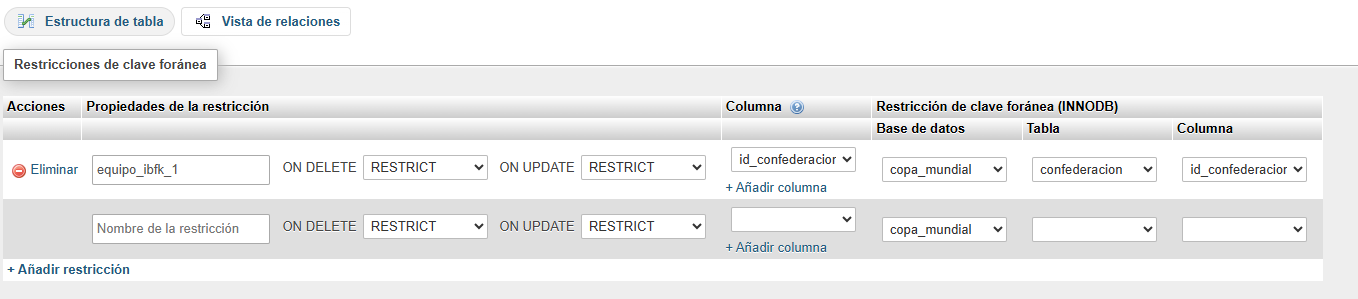 Estructura de tabla Vista de relaciones
Restricciones de clave foránea
Acciones Propiedades de la restricción Columna Restricción de clave foránea (INNODB)
Base de datos Tabla Columna
Eliminar equipo_ibfk_1 ON DELETE RESTRICT ON UPDATE RESTRICT id_confederacior copa_mundial confederacion id_confederacior
+ Añadir columna
Nombre de la restricción ON DELETE RESTRICT ON UPDATE RESTRICT copa_mundial
+ Añadir columna
+ Añadir restricción